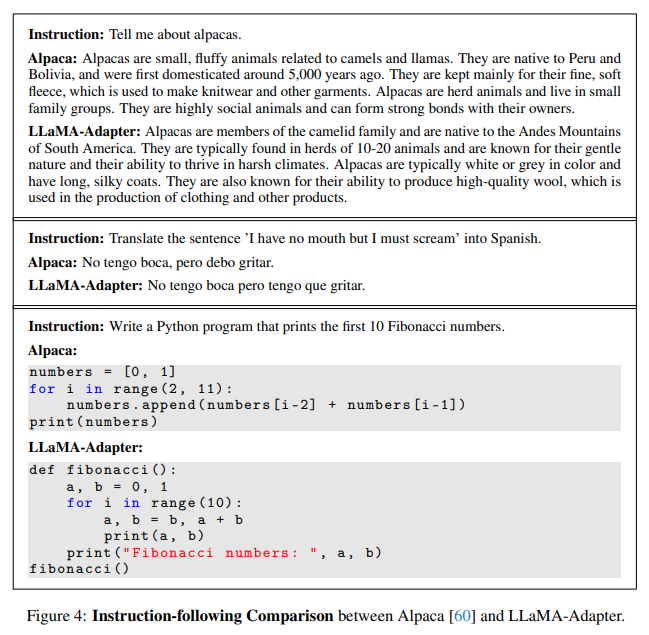 Instruction: Tell me about alpacas.
Alpaca: Alpacas are small, fluffy animals related to camels and llamas. They are native to Peru and
Bolivia, and were first domesticated around 5,000 years ago. They are kept mainly for their fine, soft
fleece, which is used to make knitwear and other garments. Alpacas are herd animals and live in small
family groups. They are highly social animals and can form strong bonds with their owners.
LLaMA-Adapter: Alpacas are members of the camelid family and are native to the Andes Mountains
of South America. They are typically found in herds of 10-20 animals and are known for their gentle
nature and their ability to thrive in harsh climates. Alpacas are typically white or grey in color and
have long, silky coats. They are also known for their ability to produce high-quality wool, which is
used in the production of clothing and other products.
Instruction: Translate the sentence ’I have no mouth but I must scream’ into Spanish.
Alpaca: No tengo boca, pero debo gritar.
LLaMA-Adapter: No tengo boca pero tengo que gritar.
Instruction: Write a Python program that prints the first 10 Fibonacci numbers.
Alpaca:
numbers = [0, 1]
for i in range(2, 11):
    numbers.append(numbers[i-2] + numbers[i-1])
print(numbers)
LLaMA-Adapter:
def fibonacci():
    a, b = 0, 1
    for i in range(10):
        a, b = b, a + b
        print(a, b)
    print("Fibonacci numbers: ", a, b)
fibonacci()
Figure 4: Instruction-following Comparison between Alpaca [60] and LLaMA-Adapter.